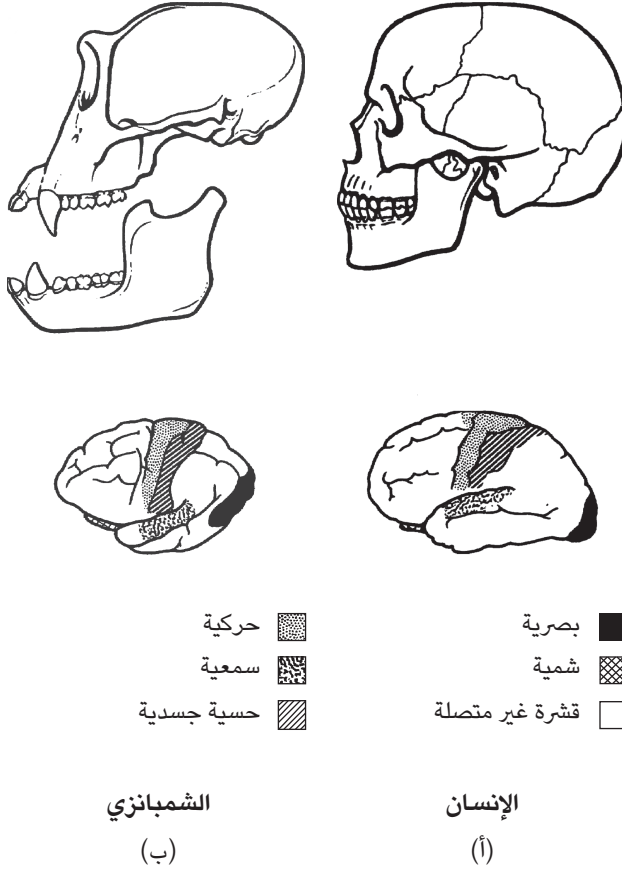 بصرية
حركية
شمية
سمعية
قشرة غير متصلة
حسية جسدية
الإنسان
الشمبانزي
(أ)
(ب)